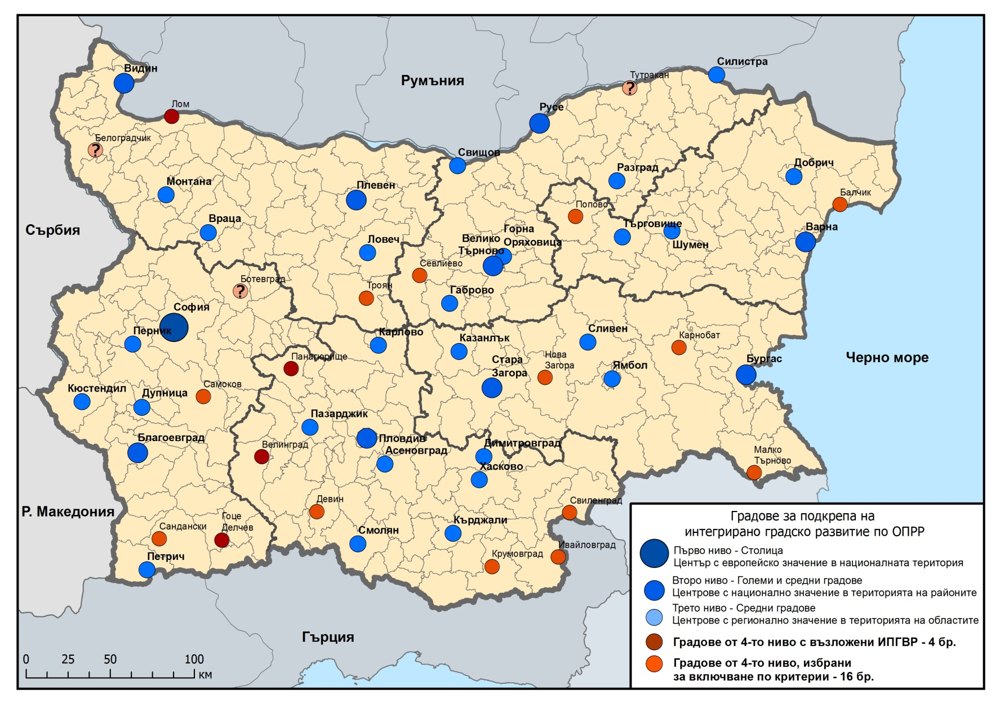 Силистра
Видин
Тутракан
?
Румъния
Лом
Русе
Белоградчик
?
Свищов
Добрич
Разград
Монтана
Плевен
Балчик
Попово
Враца
Търговище
Варна
Сърбия
Горна
Оряховица
Велико
Търново
Ловеч
Шумен
Севлиево
Ботевград
?
Троян
Габрово
София
Перник
Карлово
Казанлък
Сливен
Карнобат
Панагюрище
Стара
Загора
Нова
Загора
Ямбол
Бургас
Черно море
Кюстендил
Дупница
Самоков
Пазарджик
Благоевград
Пловдив
Велинград
Асеновград
Димитровград
Малко
Търново
Хасково
Девин
Свиленград
Р. Македония
Гоце
Делчев
Сандански
Смолян
Кърджали
Ивайловград
Крумовград
Петрич
Гърция
Градове за подкрепа на
интегрирано градско развитие по ОПРР
Първо ниво - Столица
Център с европейско значение в националната територия
Второ ниво - Големи и средни градове
Центрове с национално значение в територията на районите
Трето ниво - Средни градове
Центрове с регионално значение в територията на областите
Градове от 4-то ниво с възложени ИПГВР - 4 бр.
Градове от 4-то ниво, избрани
за включване по критерии - 16 бр.
0 25 50 100
км